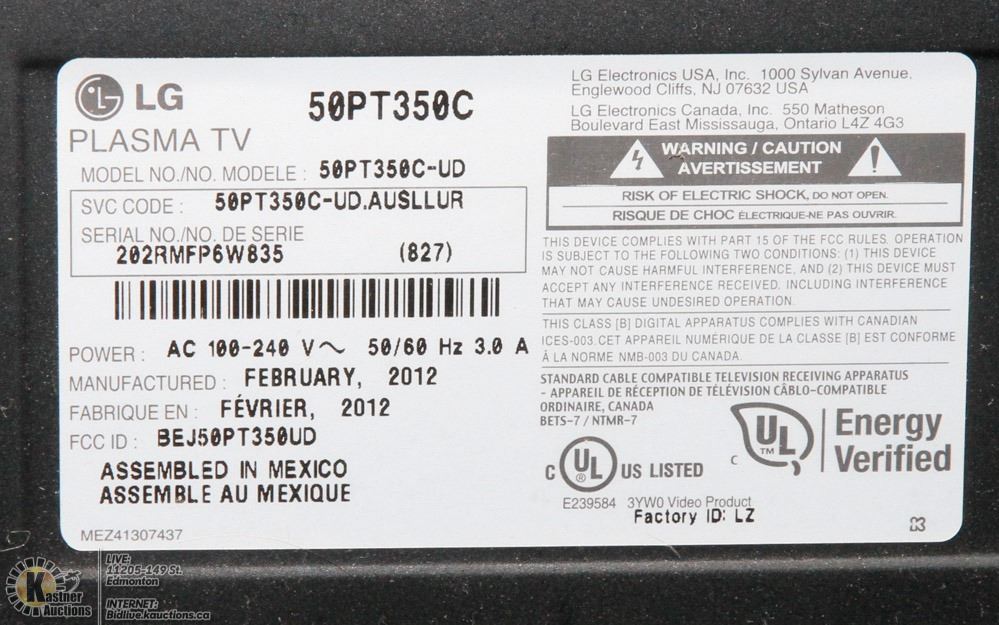 LG
50PT350C
PLASMA TV
MODEL NO./NO. MODELE : 50PT350C-UD
SVC CODE : 50PT350C-UD.AUSLLUR
SERIAL NO./NO. DE SERIE
202RMFP6W835 (827)
POWER : AC 100-240 V～ 50/60 Hz 3.0 A
MANUFACTURED : FEBRUARY, 2012
FABRIQUE EN : FÉVRIER, 2012
FCC ID : BEJ50PT350UD
ASSEMBLED IN MEXICO
ASSEMBLE AU MEXIQUE
MEZ41307437
LG Electronics USA, Inc. 1000 Sylvan Avenue,
Englewood Cliffs, NJ 07632 USA
LG Electronics Canada, Inc. 550 Matheson
Boulevard East Mississauga, Ontario L4Z 4G3
WARNING / CAUTION
AVERTISSEMENT
RISK OF ELECTRIC SHOCK, DO NOT OPEN.
RISQUE DE CHOC ÉLECTRIQUE-NE PAS OUVRIR.
THIS DEVICE COMPLIES WITH PART 15 OF THE FCC RULES. OPERATION
IS SUBJECT TO THE FOLLOWING TWO CONDITIONS: (1) THIS DEVICE
MAY NOT CAUSE HARMFUL INTERFERENCE, AND (2) THIS DEVICE MUST
ACCEPT ANY INTERFERENCE RECEIVED. INCLUDING INTERFERENCE
THAT MAY CAUSE UNDESIRED OPERATION.
THIS CLASS [B] DIGITAL APPARATUS COMPLIES WITH CANADIAN
ICES-003.CET APPAREIL NUMÉRIQUE DE LA CLASSE [B] EST CONFORME
À LA NORME NMB-003 DU CANADA.
STANDARD CABLE COMPATIBLE TELEVISION RECEIVING APPARATUS
- APPAREIL DE RÉCEPTION DE TÉLÉVISION CÂBLO-COMPATIBLE
ORDINAIRE, CANADA
BETS-7 / NTMR-7
C UL ® US LISTED
E239584 3YW0 Video Product
Factory ID: LZ
C UL TM Energy
Verified
Kastner
Auctions
LIVE:
11205-149 St.
Edmonton
INTERNET:
Bidlive.kauctions.ca